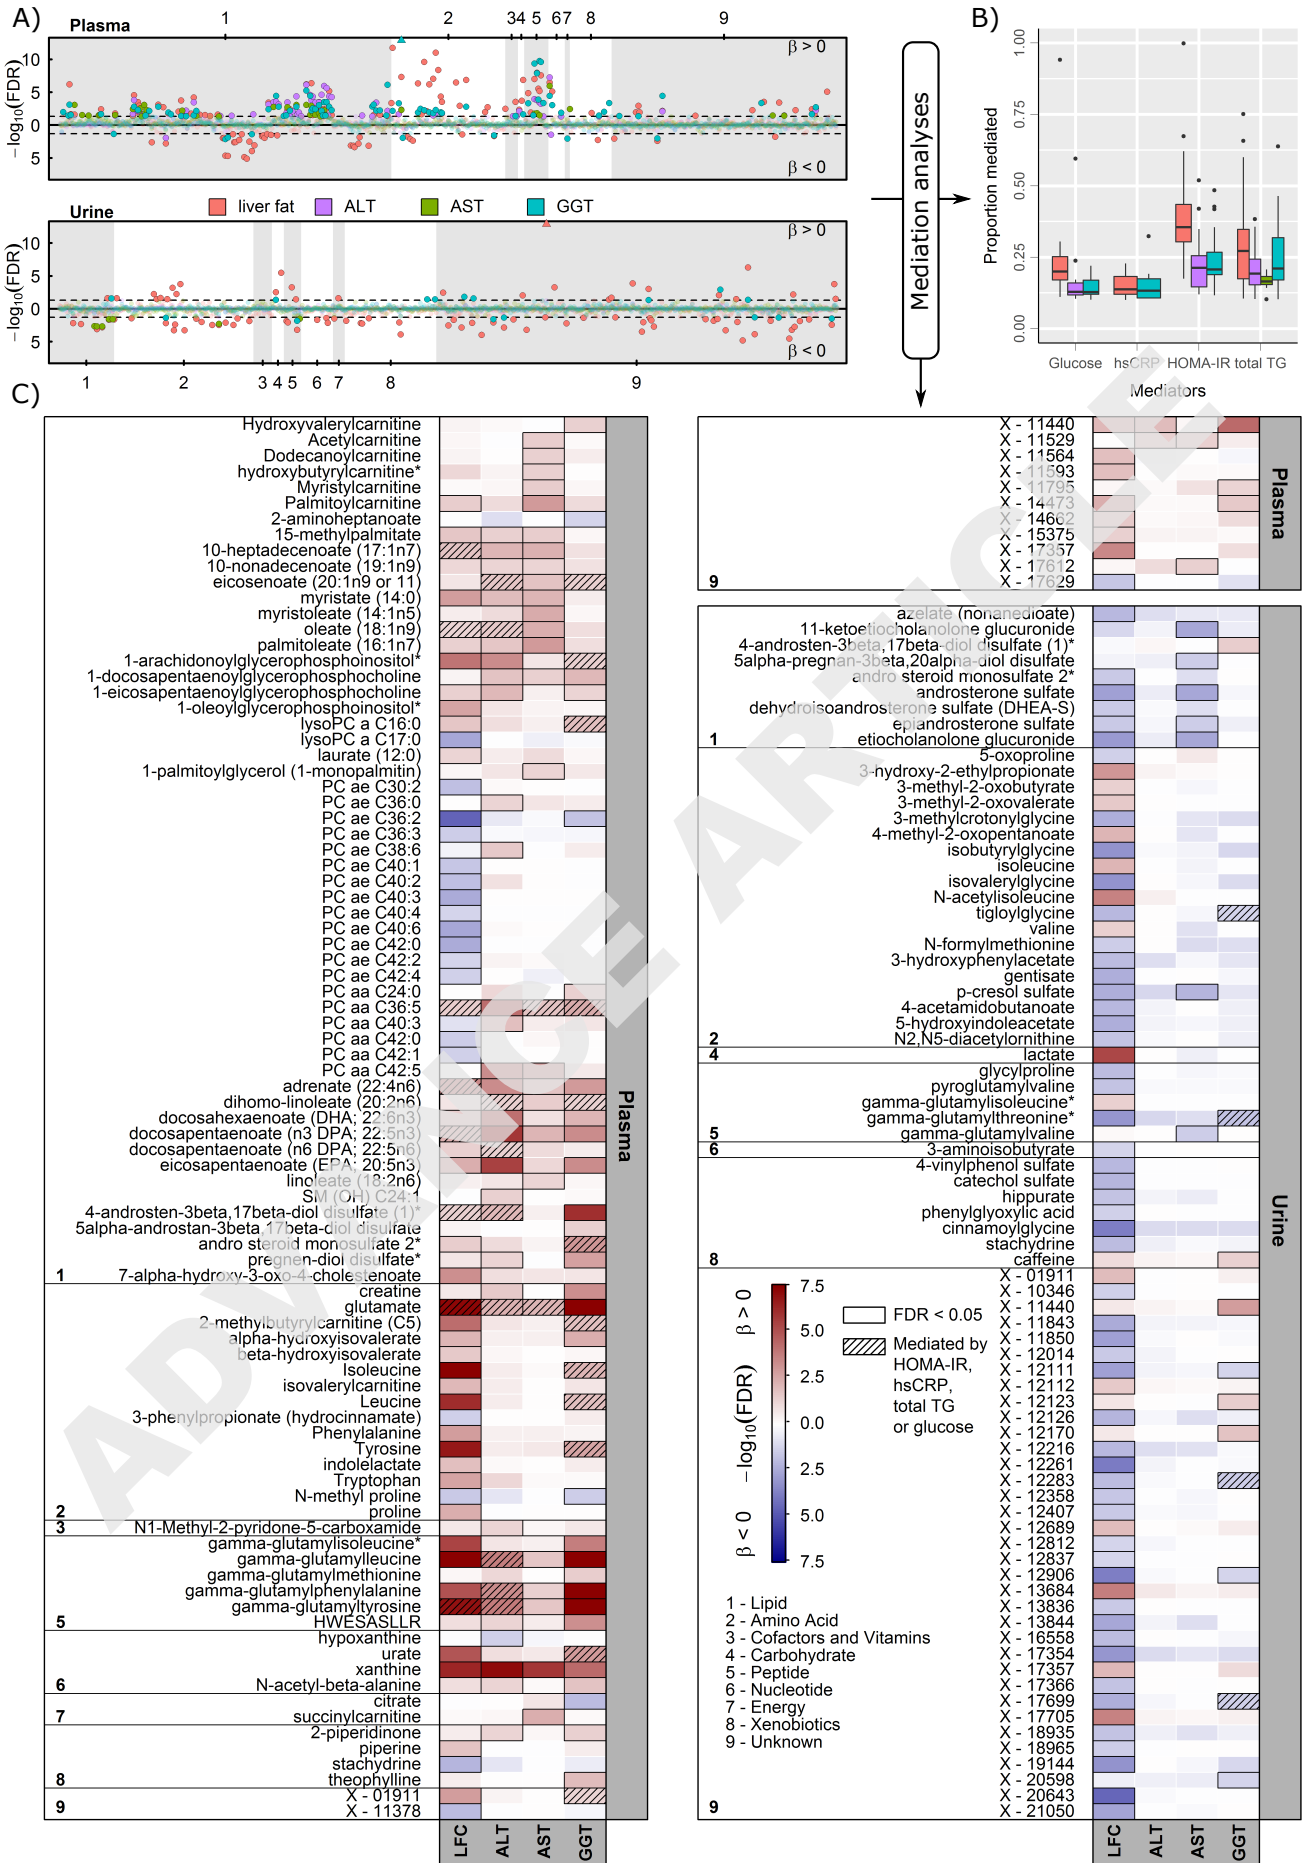 A)
B)
Plasma
1 2 3 4 5 6 7 8 9
β > 0
β < 0
−log10(FDR)
10
5
0
5
liver fat ALT AST GGT
Urine
β > 0
β < 0
−log10(FDR)
10
5
0
5
1 2 3 4 5 6 7 8 9
Mediation analyses
Proportion mediated
1.00
0.75
0.50
0.25
0.00
Glucose hsCRP HOMA-IR total TG
Mediators
C)
Hydroxyvalerylcarnitine
Acetylcarnitine
Dodecanoylcarnitine
hydroxybutyrylcarnitine*
Myristylcarnitine
Palmitoylcarnitine
2-aminoheptanoate
15-methylpalmitate
10-heptadecenoate (17:1n7)
10-nonadecenoate (19:1n9)
eicosenoate (20:1n9 or 11)
myristate (14:0)
myristoleate (14:1n5)
oleate (18:1n9)
palmitoleate (16:1n7)
1-arachidonoylglycerophosphoinositol*
1-docosapentaenoylglycerophosphocholine
1-eicosapentaenoylglycerophosphocholine
1-oleoylglycerophosphoinositol*
lysoPC a C16:0
lysoPC a C17:0
laurate (12:0)
1-palmitoylglycerol (1-monopalmitin)
PC ae C30:2
PC ae C36:0
PC ae C36:2
PC ae C36:3
PC ae C38:6
PC ae C40:1
PC ae C40:2
PC ae C40:3
PC ae C40:4
PC ae C40:6
PC ae C42:0
PC ae C42:2
PC ae C42:4
PC aa C24:0
PC aa C36:5
PC aa C40:3
PC aa C42:0
PC aa C42:1
PC aa C42:5
adrenate (22:4n6)
dihomo-linoleate (20:2n6)
docosahexaenoate (DHA; 22:6n3)
docosapentaenoate (n3 DPA; 22:5n3)
docosapentaenoate (n6 DPA; 22:5n6)
eicosapentaenoate (EPA; 20:5n3)
linoleate (18:2n6)
SM (OH) C24:1
4-androsten-3beta,17beta-diol disulfate (1)*
5alpha-androstan-3beta,17beta-diol disulfate
andro steroid monosulfate 2*
pregnen-diol disulfate*
1 7-alpha-hydroxy-3-oxo-4-cholestenoate
creatine
glutamate
2-methylbutyrylcarnitine (C5)
alpha-hydroxyisovalerate
beta-hydroxyisovalerate
Isoleucine
isovalerylcarnitine
Leucine
3-phenylpropionate (hydrocinnamate)
Phenylalanine
Tyrosine
indolelactate
Tryptophan
N-methyl proline
2 proline
3 N1-Methyl-2-pyridone-5-carboxamide
gamma-glutamylisoleucine*
gamma-glutamylleucine
gamma-glutamylmethionine
gamma-glutamylphenylalanine
gamma-glutamyltyrosine
5 HWESASLLR
hypoxanthine
urate
xanthine
6 N-acetyl-beta-alanine
citrate
7 succinylcarnitine
2-piperidinone
piperine
stachydrine
8 theophylline
X - 01911
9 X - 11378
Plasma
LFC ALT AST GGT
X - 11440
X - 11529
X - 11564
X - 11593
X - 11795
X - 14473
X - 14662
X - 15375
X - 17357
X - 17612
9 X - 17629
Plasma
azelate (nonanedioate)
11-ketoetiocholanolone glucuronide
4-androsten-3beta,17beta-diol disulfate (1)*
5alpha-pregnan-3beta,20alpha-diol disulfate
andro steroid monosulfate 2*
androsterone sulfate
dehydroisoandrosterone sulfate (DHEA-S)
epiandrosterone sulfate
1 etiocholanolone glucuronide
5-oxoproline
3-hydroxy-2-ethylpropionate
3-methyl-2-oxobutyrate
3-methyl-2-oxovalerate
3-methylcrotonylglycine
4-methyl-2-oxopentanoate
isobutyrylglycine
isoleucine
isovalerylglycine
N-acetylisoleucine
tigloylglycine
valine
N-formylmethionine
3-hydroxyphenylacetate
gentisate
p-cresol sulfate
4-acetamidobutanoate
5-hydroxyindoleacetate
2 N2,N5-diacetylornithine
4 lactate
glycylproline
pyroglutamylvaline
gamma-glutamylisoleucine*
gamma-glutamylthreonine*
5 gamma-glutamylvaline
6 3-aminoisobutyrate
4-vinylphenol sulfate
catechol sulfate
hippurate
phenylglyoxylic acid
cinnamoylglycine
stachydrine
8 caffeine
X - 01911
X - 10346
X - 11440
X - 11843
X - 11850
X - 12014
X - 12111
X - 12112
X - 12123
X - 12126
X - 12170
X - 12216
X - 12261
X - 12283
X - 12358
X - 12407
X - 12689
X - 12812
X - 12837
X - 12906
X - 13684
X - 13836
X - 13844
X - 16558
X - 17354
X - 17357
X - 17366
X - 17699
X - 17705
X - 18935
X - 18965
X - 19144
X - 20598
X - 20643
9 X - 21050
Urine
LFC ALT AST GGT
β < 0 −log10(FDR) β > 0
7.5
5.0
2.5
0.0
2.5
5.0
7.5
FDR < 0.05
Mediated by
HOMA-IR,
hsCRP,
total TG
or glucose
1 - Lipid
2 - Amino Acid
3 - Cofactors and Vitamins
4 - Carbohydrate
5 - Peptide
6 - Nucleotide
7 - Energy
8 - Xenobiotics
9 - Unknown
ADVANCE ARTICLE